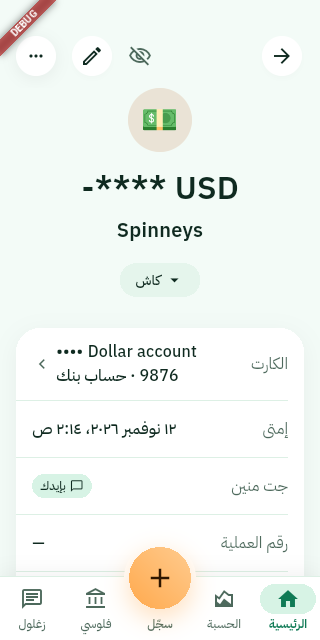 DEBUG
-**** USD
Spinneys
كاش
الكارت
•••• Dollar account
9876 · حساب بنك
إمتى
١٢ نوفمبر ٢٠٢٦، ٢:١٤ ص
جت منين
بإيدك
رقم العملية
—
الرئيسية
الحسبة
سجّل
فلوسي
زغلول